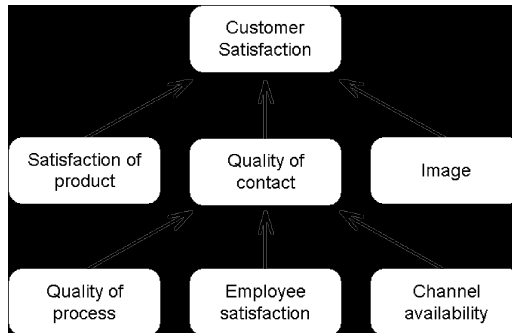 Customer
Satisfaction
Satisfaction of
product
Quality of
contact
Image
Quality of
process
Employee
satisfaction
Channel
availability